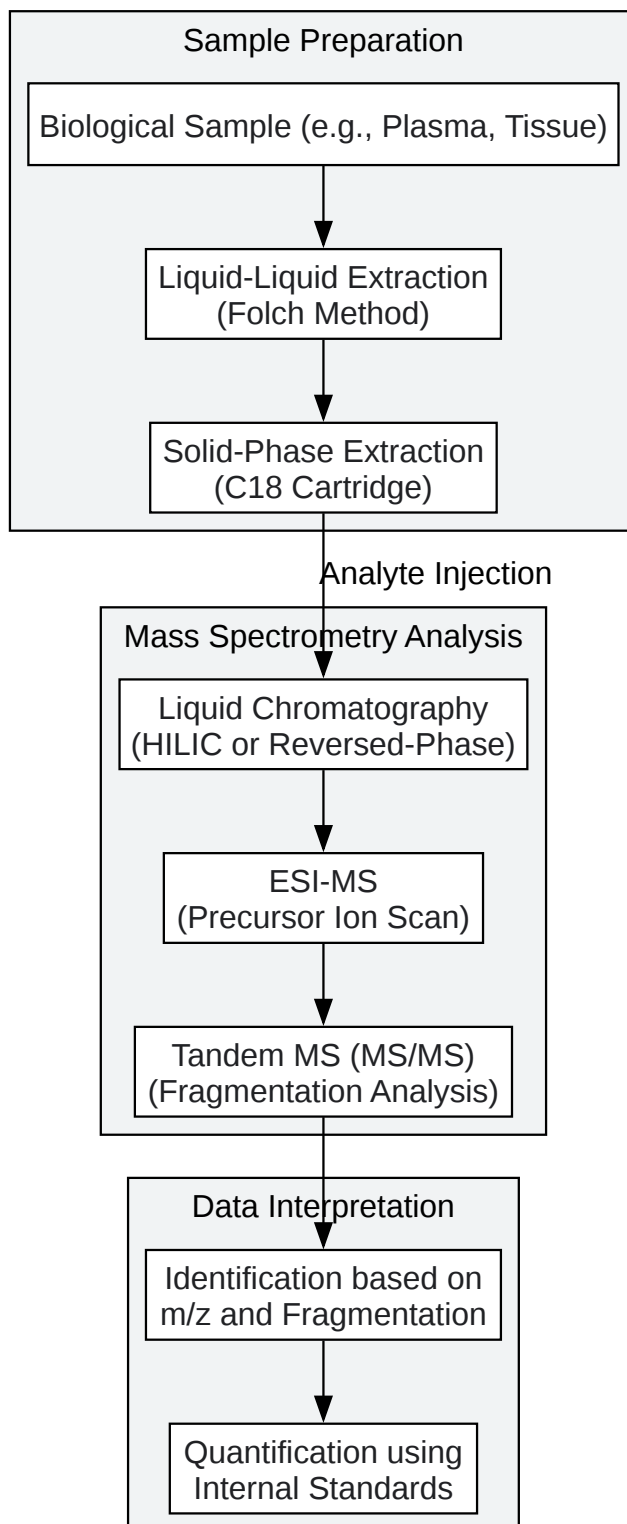 Sample Preparation
Biological Sample (e.g., Plasma, Tissue)
Liquid-Liquid Extraction
(Folch Method)
Solid-Phase Extraction
(C18 Cartridge)
Analyte Injection
Mass Spectrometry Analysis
Liquid Chromatography
(HILIC or Reversed-Phase)
ESI-MS
(Precursor Ion Scan)
Tandem MS (MS/MS)
(Fragmentation Analysis)
Data Interpretation
Identification based on
m/z and Fragmentation
Quantification using
Internal Standards